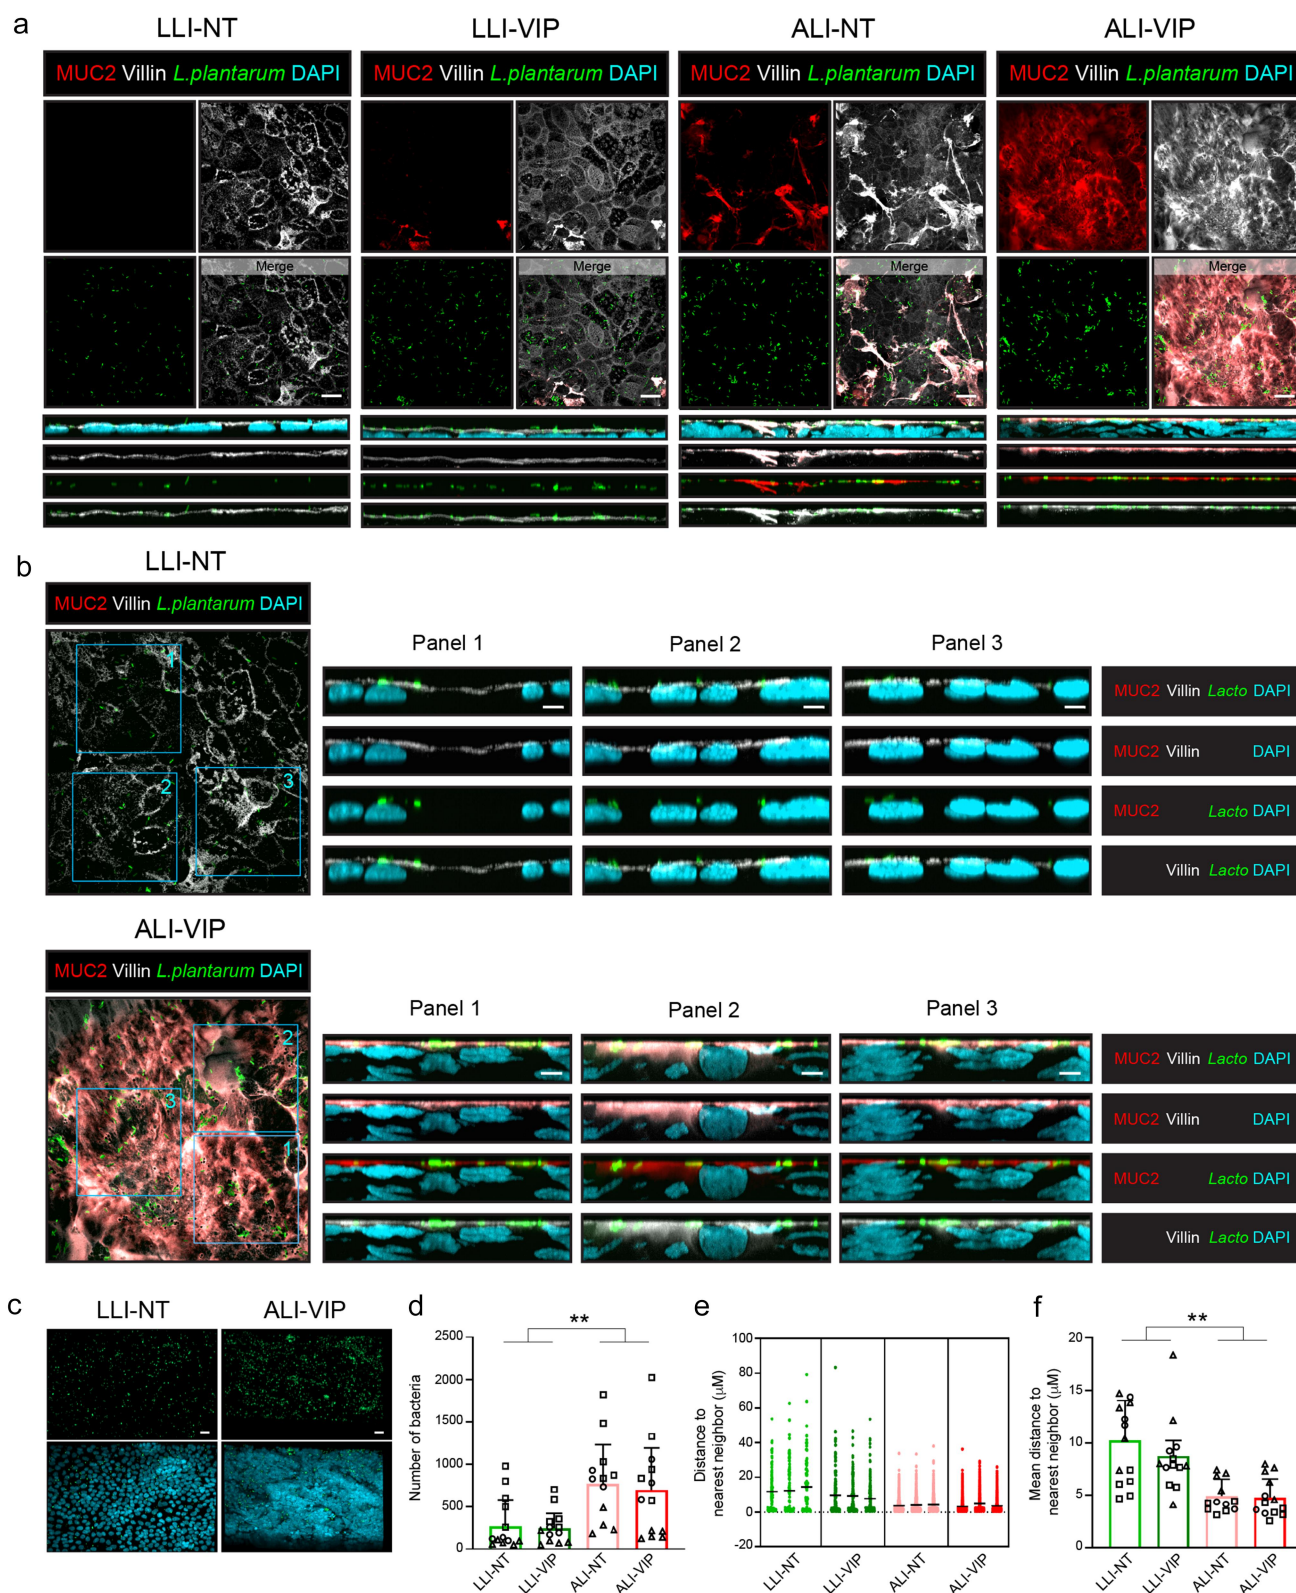 a
LLI-NT LLI-VIP ALI-NT ALI-VIP
MUC2 Villin L.plantarum DAPI MUC2 Villin L.plantarum DAPI MUC2 Villin L.plantarum DAPI MUC2 Villin L.plantarum DAPI
Merge Merge Merge Merge
b
LLI-NT
MUC2 Villin L.plantarum DAPI
Panel 1 Panel 2 Panel 3
1
2
3
MUC2 Villin Lacto DAPI
MUC2 Villin DAPI
MUC2 Lacto DAPI
Villin Lacto DAPI
ALI-VIP
MUC2 Villin L.plantarum DAPI
Panel 1 Panel 2 Panel 3
2
3
1
MUC2 Villin Lacto DAPI
MUC2 Villin DAPI
MUC2 Lacto DAPI
Villin Lacto DAPI
c
LLI-NT ALI-VIP
d
**
Number of bacteria
2500
2000
1500
1000
500
0
LLI-NT LLI-VIP ALI-NT ALI-VIP
e
Distance to
nearest neighbor (μM)
100
80
60
40
20
0
-20
LLI-NT LLI-VIP ALI-NT ALI-VIP
f
**
Mean distance to
nearest neighbor (μM)
20
15
10
5
0
LLI-NT LLI-VIP ALI-NT ALI-VIP